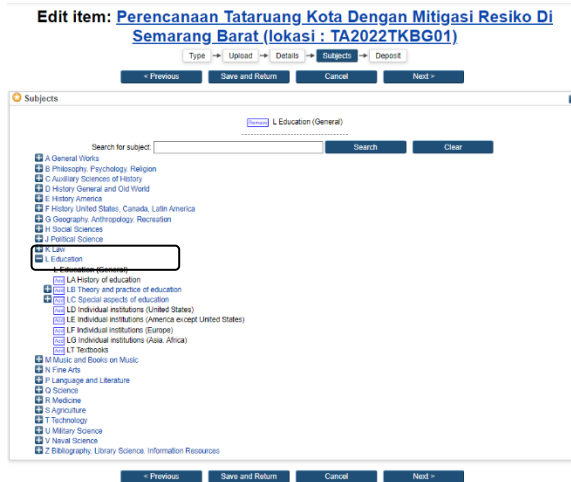 Edit item: Perencanaan Tataruang Kota Dengan Mitigasi Resiko Di
Semarang Barat (lokasi : TA2022TKBG01)
Type Upload Details Subjects Deposit
< Previous Save and Return Cancel Next >
Subjects
Remove L Education (General)
Search for subject: Search Clear
A General Works
B Philosophy. Psychology. Religion
C Auxiliary Sciences of History
D History General and Old World
E History America
F History United States, Canada, Latin America
G Geography. Anthropology. Recreation
H Social Sciences
J Political Science
K Law
L Education
L Education (General)
Add LA History of education
Add LB Theory and practice of education
Add LC Special aspects of education
Add LD Individual institutions (United States)
Add LE Individual institutions (America except United States)
Add LF Individual institutions (Europe)
Add LG Individual institutions (Asia. Africa)
Add LT Textbooks
M Music and Books on Music
N Fine Arts
P Language and Literature
Q Science
R Medicine
S Agriculture
T Technology
U Military Science
V Naval Science
Z Bibliography. Library Science. Information Resources
< Previous Save and Return Cancel Next >